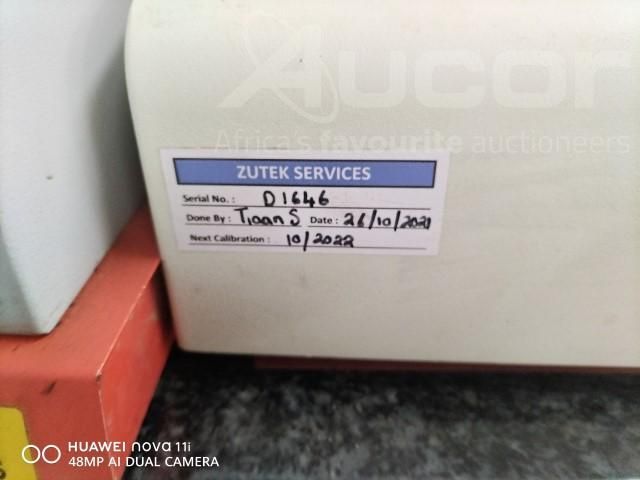 Aucor
Africa's favourite auctioneers
ZUTEK SERVICES
Serial No. : D1646
Done By : Tiaan S Date : 26/10/2021
Next Calibration : 10/2022
HUAWEI nova 11i
48MP AI DUAL CAMERA